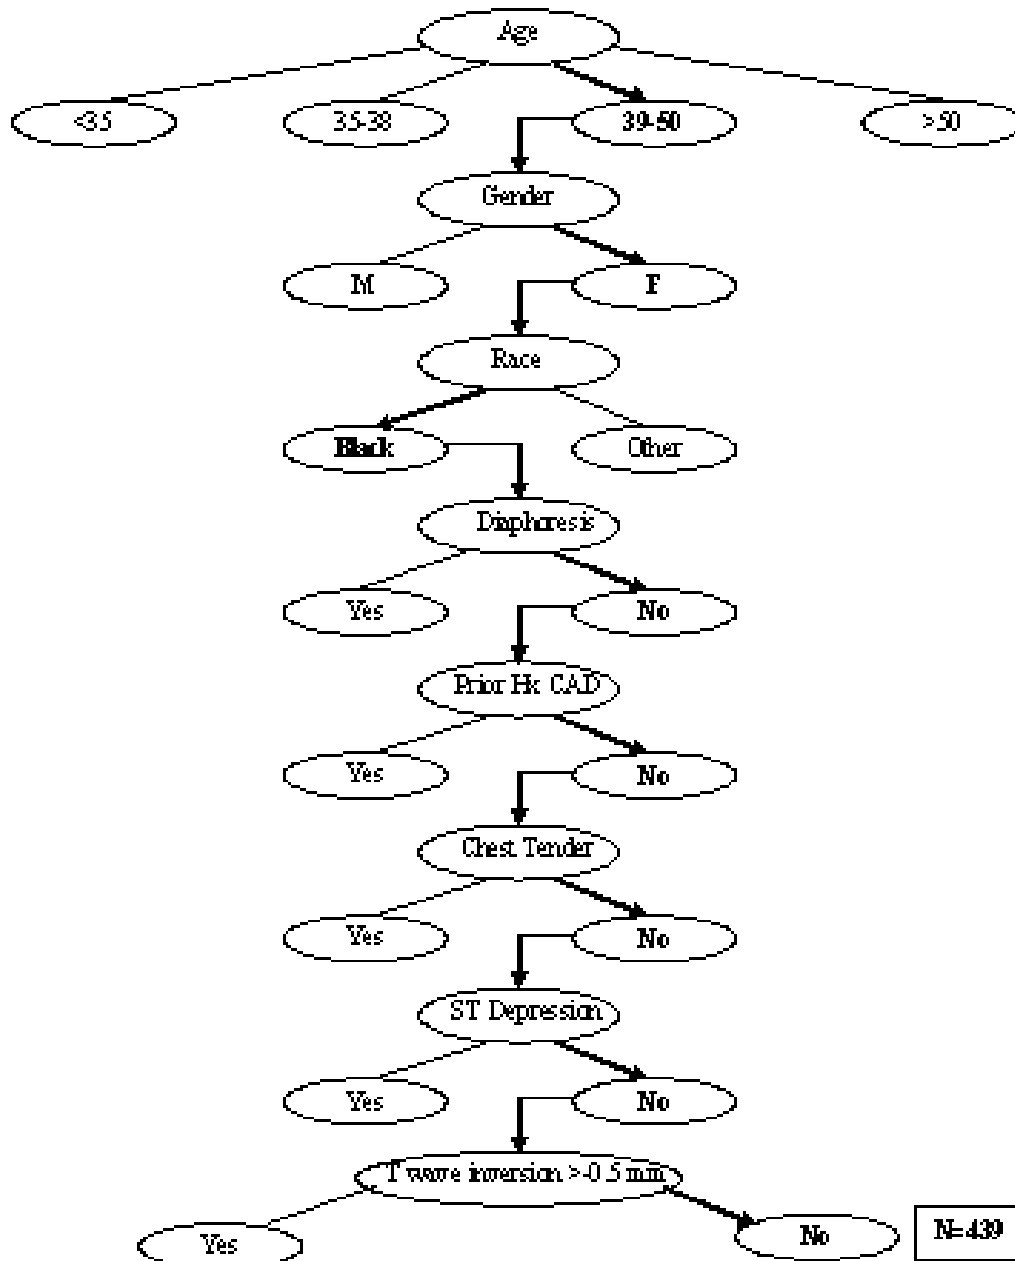 Age
<35
35-38
39-50
>50
Gender
M
F
Race
Black
Other
Diaphoresis
Yes
No
Prior Hx CAD
Yes
No
Chest Tender
Yes
No
ST Depression
Yes
No
T wave inversion >-0.5 mm
Yes
No
N=439